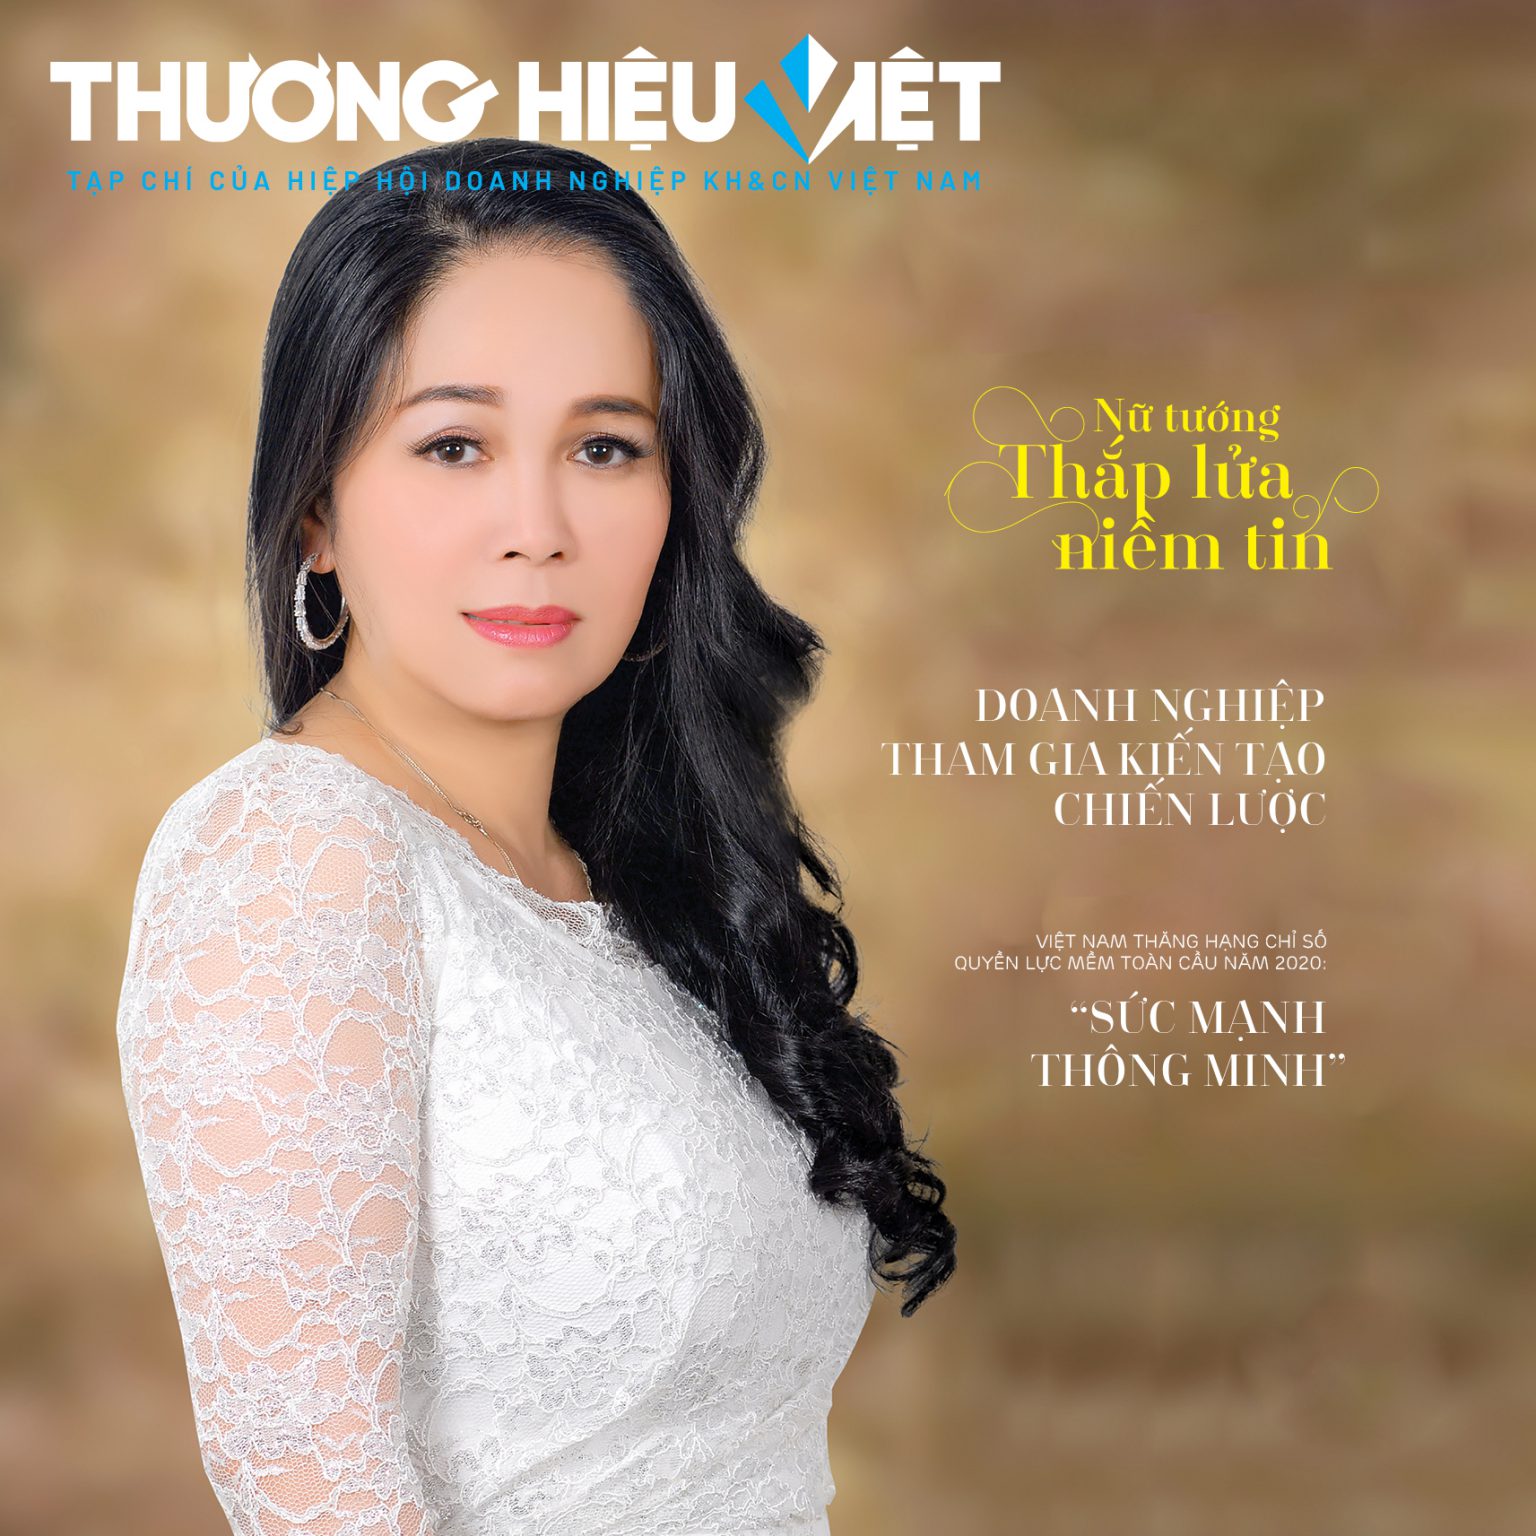 THƯƠNG HIỆU VIỆT
TẠP CHÍ CỦA HIỆP HỘI DOANH NGHIỆP KH&CN VIỆT NAM
Nữ tướng
Thắp lửa
niềm tin
DOANH NGHIỆP
THAM GIA KIẾN TẠO
CHIẾN LƯỢC
VIỆT NAM THĂNG HẠNG CHỈ SỐ
QUYỀN LỰC MỀM TOÀN CẦU NĂM 2020:
“SỨC MẠNH
THÔNG MINH”